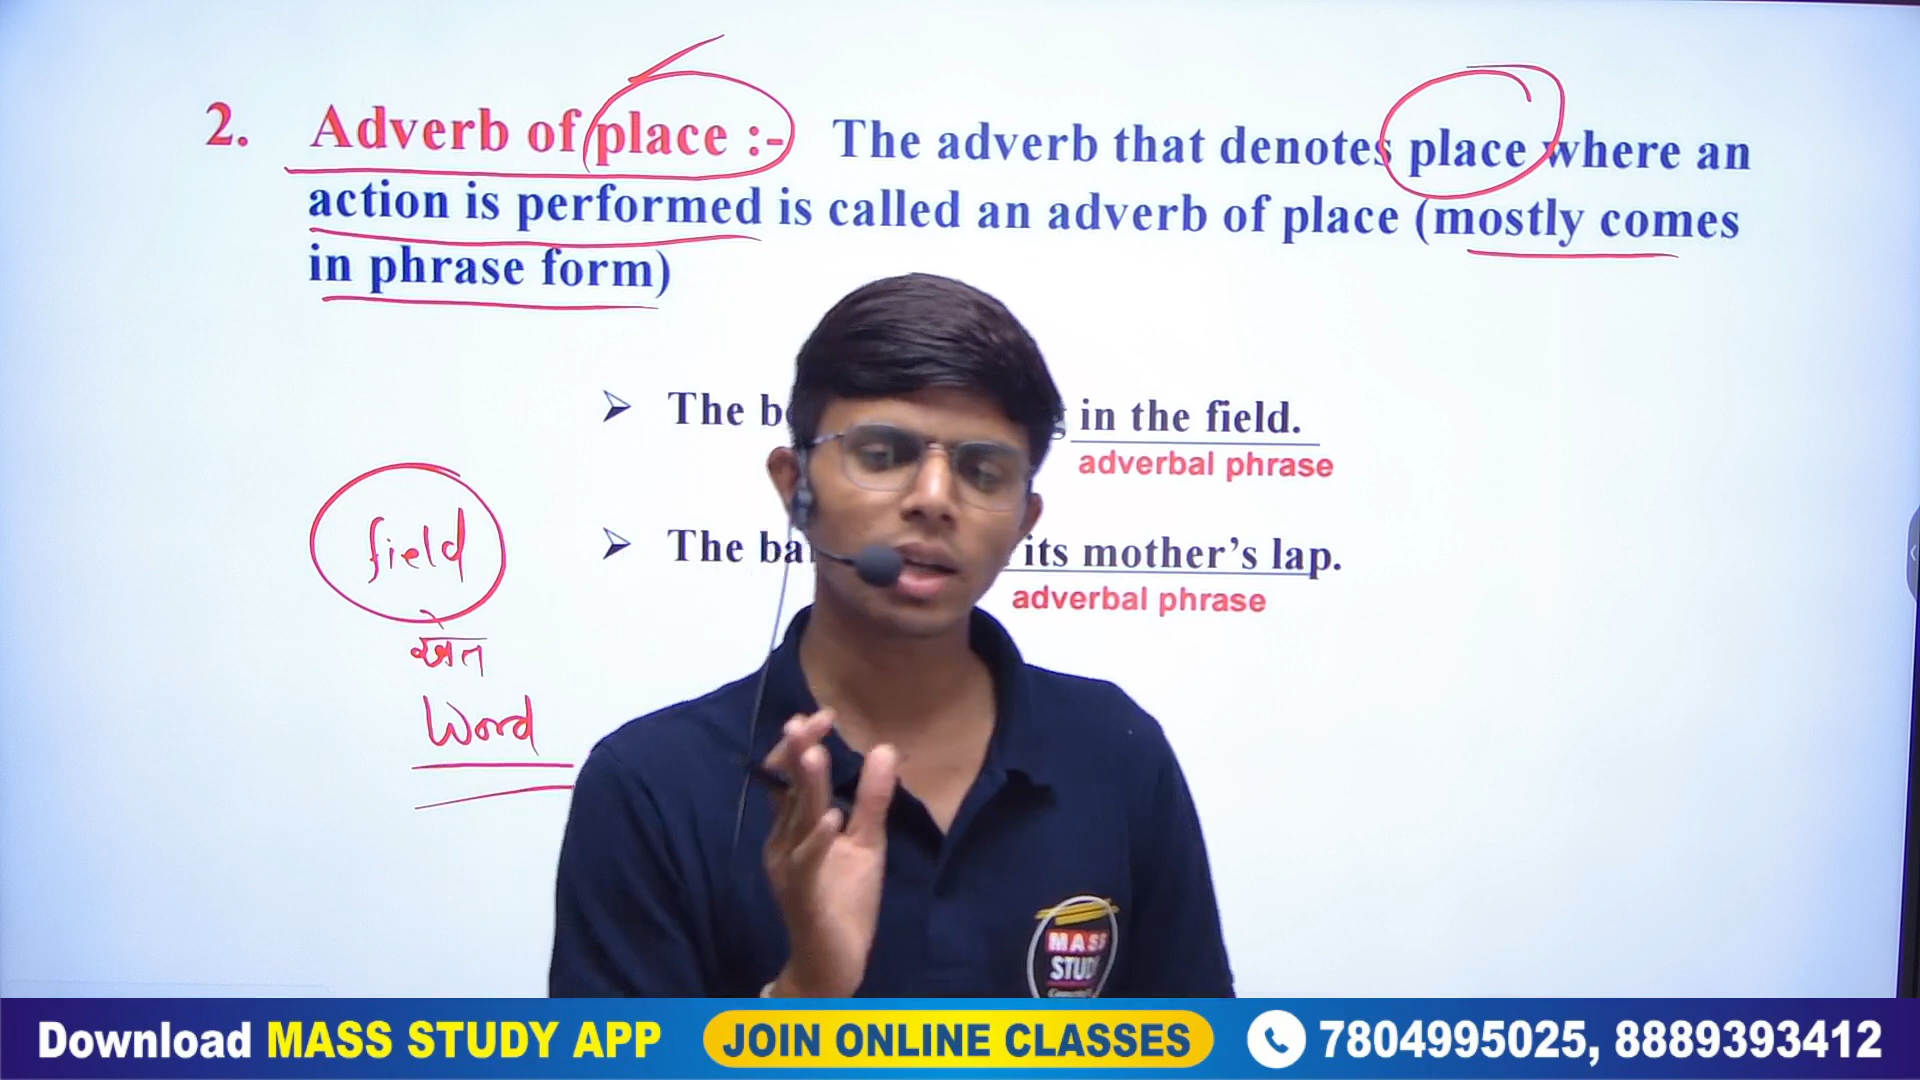 2. Adverb of place :- The adverb that denotes place where an
action is performed is called an adverb of place (mostly comes
in phrase form)
➢ The in the field.
adverbal phrase
➢ The its mother’s lap.
adverbal phrase
field
खेत
Word
MASS
STUDY
Download MASS STUDY APP JOIN ONLINE CLASSES 7804995025, 8889393412